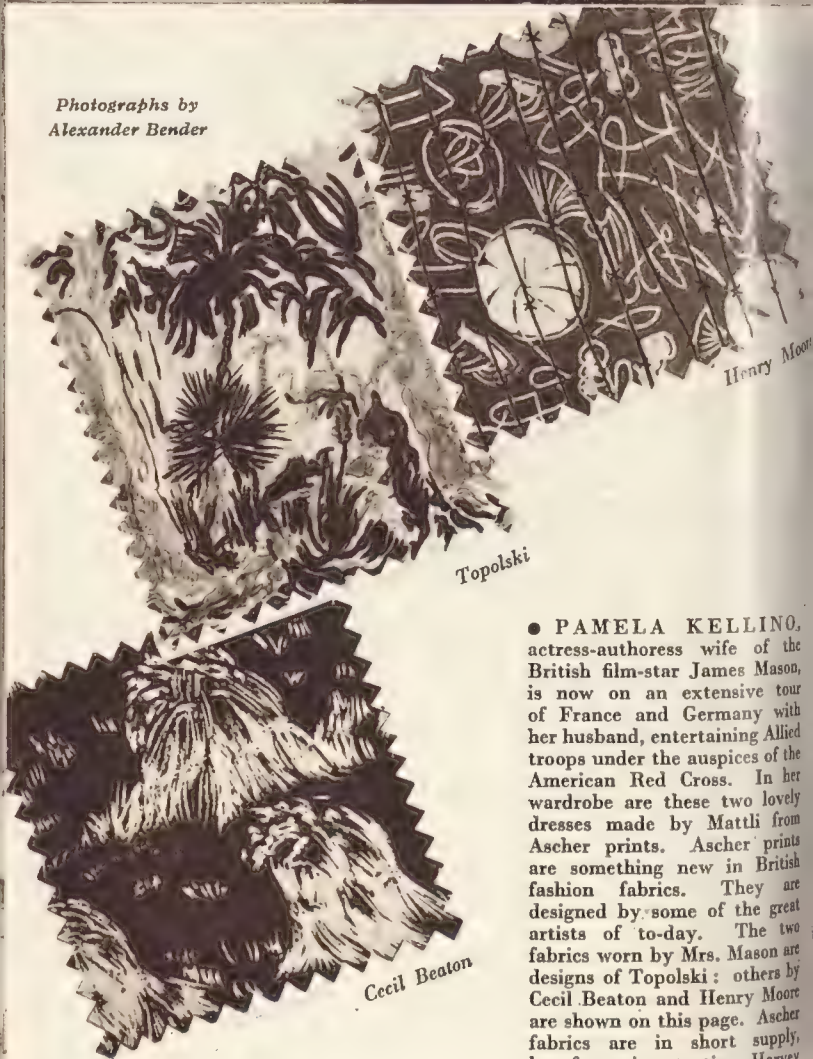 Photographs by
Alexander Bender
Henry Moore
Topolski
Cecil Beaton
● PAMELA KELLINO,
actress-authoress wife of the
British film-star James Mason,
is now on an extensive tour
of France and Germany with
her husband, entertaining Allied
troops under the auspices of the
American Red Cross. In her
wardrobe are these two lovely
dresses made by Mattli from
Ascher prints. Ascher prints
are something new in British
fashion fabrics. They are
designed by some of the great
artists of to-day. The two
fabrics worn by Mrs. Mason are
designs of Topolski : others by
Cecil Beaton and Henry Moore
are shown on this page. Ascher
fabrics are in short supply,
Harvey